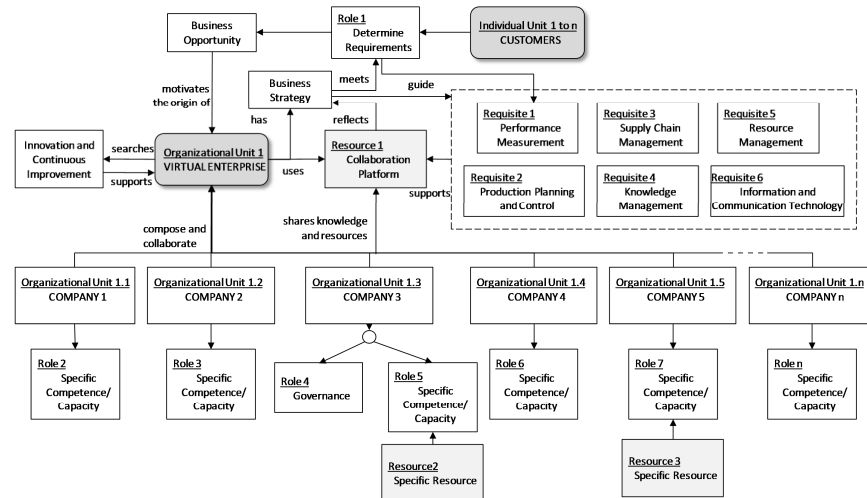 Business
Opportunity
Role 1
Determine
Requirements
Individual Unit 1 to n
CUSTOMERS
motivates
the origin of
Business
Strategy
meets
guide
has
reflects
Innovation and
Continuous
Improvement
searches
supports
Organizational Unit 1
VIRTUAL ENTERPRISE
uses
Resource 1
Collaboration
Platform
supports
Requisite 1
Performance
Measurement
Requisite 3
Supply Chain
Management
Requisite 5
Resource
Management
Requisite 2
Production Planning
and Control
Requisite 4
Knowledge
Management
Requisite 6
Information and
Communication Technology
compose and
collaborate
shares knowledge
and resources
Organizational Unit 1.1
COMPANY 1
Organizational Unit 1.2
COMPANY 2
Organizational Unit 1.3
COMPANY 3
Organizational Unit 1.4
COMPANY 4
Organizational Unit 1.5
COMPANY 5
Organizational Unit 1.n
COMPANY n
Role 2
Specific
Competence/
Capacity
Role 3
Specific
Competence/
Capacity
Role 4
Governance
Role 5
Specific
Competence/
Capacity
Role 6
Specific
Competence/
Capacity
Role 7
Specific
Competence/
Capacity
Role n
Specific
Competence/
Capacity
Resource2
Specific Resource
Resource 3
Specific Resource